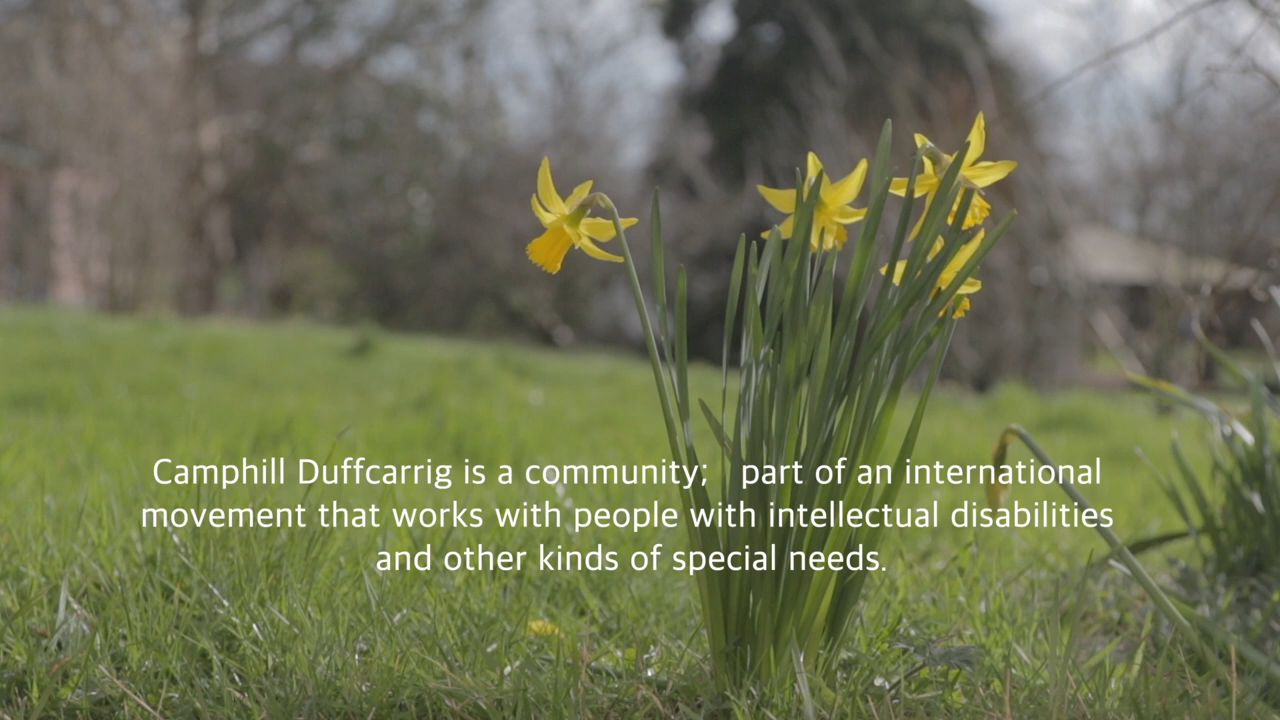 Camphill Duffcarrig is a community;   part of an international
movement that works with people with intellectual disabilities
and other kinds of special needs.